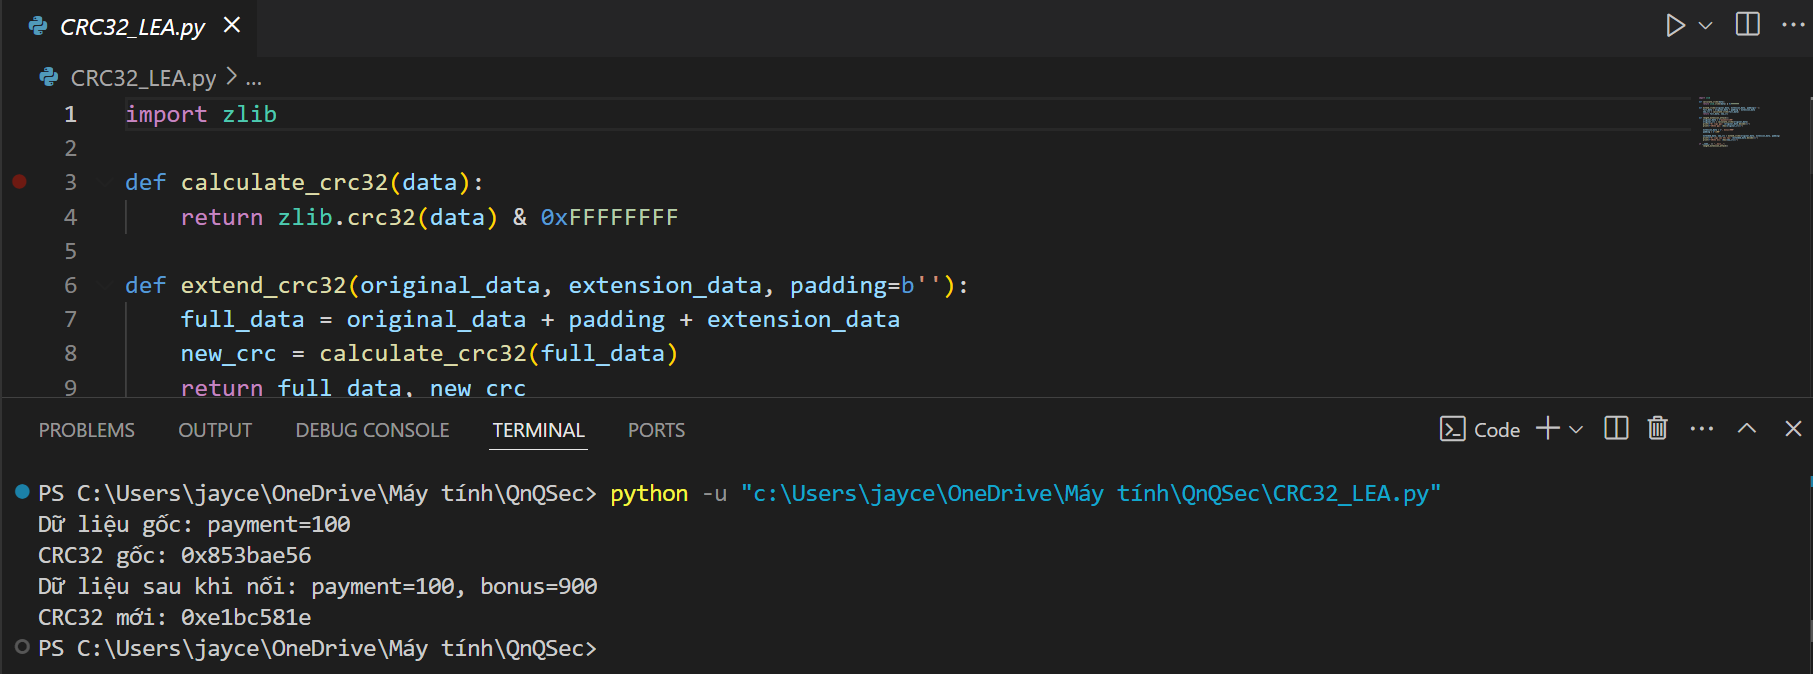 CRC32_LEA.py
CRC32_LEA.py > ...
1 import zlib
2
3 def calculate_crc32(data):
4 return zlib.crc32(data) & 0xFFFFFFFF
5
6 def extend_crc32(original_data, extension_data, padding=b''):
7 full_data = original_data + padding + extension_data
8 new_crc = calculate_crc32(full_data)
9 return full_data, new_crc
PROBLEMS OUTPUT DEBUG CONSOLE TERMINAL PORTS Code
PS C:\Users\jayce\OneDrive\Máy tính\QnQSec> python -u "c:\Users\jayce\OneDrive\Máy tính\QnQSec\CRC32_LEA.py"
Dữ liệu gốc: payment=100
CRC32 gốc: 0x853bae56
Dữ liệu sau khi nối: payment=100, bonus=900
CRC32 mới: 0xe1bc581e
PS C:\Users\jayce\OneDrive\Máy tính\QnQSec>